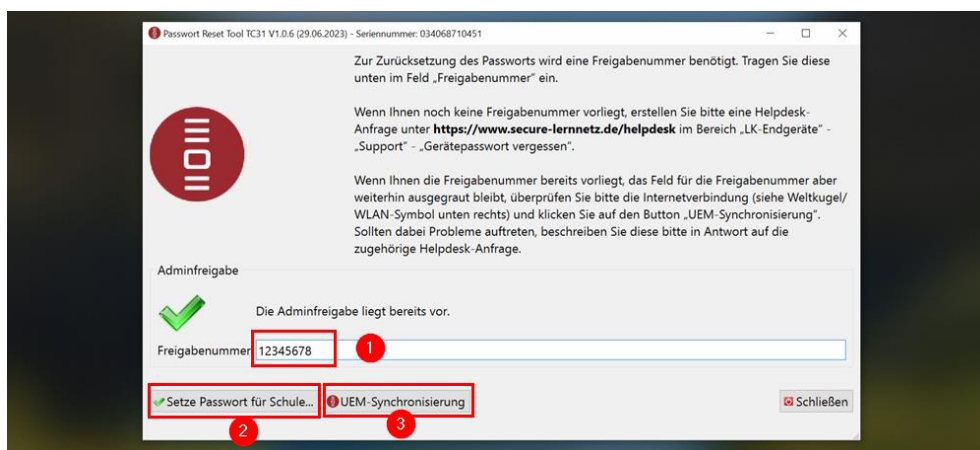 Passwort Reset Tool TC31 V1.0.6 (29.06.2023) - Seriennummer: 034068710451
Zur Zurücksetzung des Passworts wird eine Freigabenummer benötigt. Tragen Sie diese
unten im Feld „Freigabenummer" ein.
Wenn Ihnen noch keine Freigabenummer vorliegt, erstellen Sie bitte eine Helpdesk-
Anfrage unter https://www.secure-lernnetz.de/helpdesk im Bereich „LK-Endgeräte" -
„Support" - „Gerätepasswort vergessen".
Wenn Ihnen die Freigabenummer bereits vorliegt, das Feld für die Freigabenummer aber
weiterhin ausgegraut bleibt, überprüfen Sie bitte die Internetverbindung (siehe Weltkugel/
WLAN-Symbol unten rechts) und klicken Sie auf den Button „UEM-Synchronisierung".
Sollten dabei Probleme auftreten, beschreiben Sie diese bitte in Antwort auf die
zugehörige Helpdesk-Anfrage.
Adminfreigabe
Die Adminfreigabe liegt bereits vor.
Freigabenummer 12345678 1
Setze Passwort für Schule... UEM-Synchronisierung Schließen
2 3